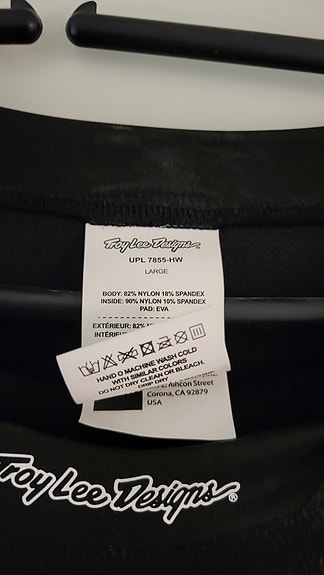 Troy Lee Designs®
UPL 7855-HW
LARGE
BODY: 82% NYLON 18% SPANDEX
INSIDE: 90% NYLON 10% SPANDEX
PAD: EVA
EXTÉRIEUR: 82%
HAND O MACHINE WASH COLD
WITH SIMILAR COLORS
DO NOT DRY CLEAN OR BLEACH.
DRIP DRY
Street
Corona, CA 92879
USA
Troy Lee Designs®